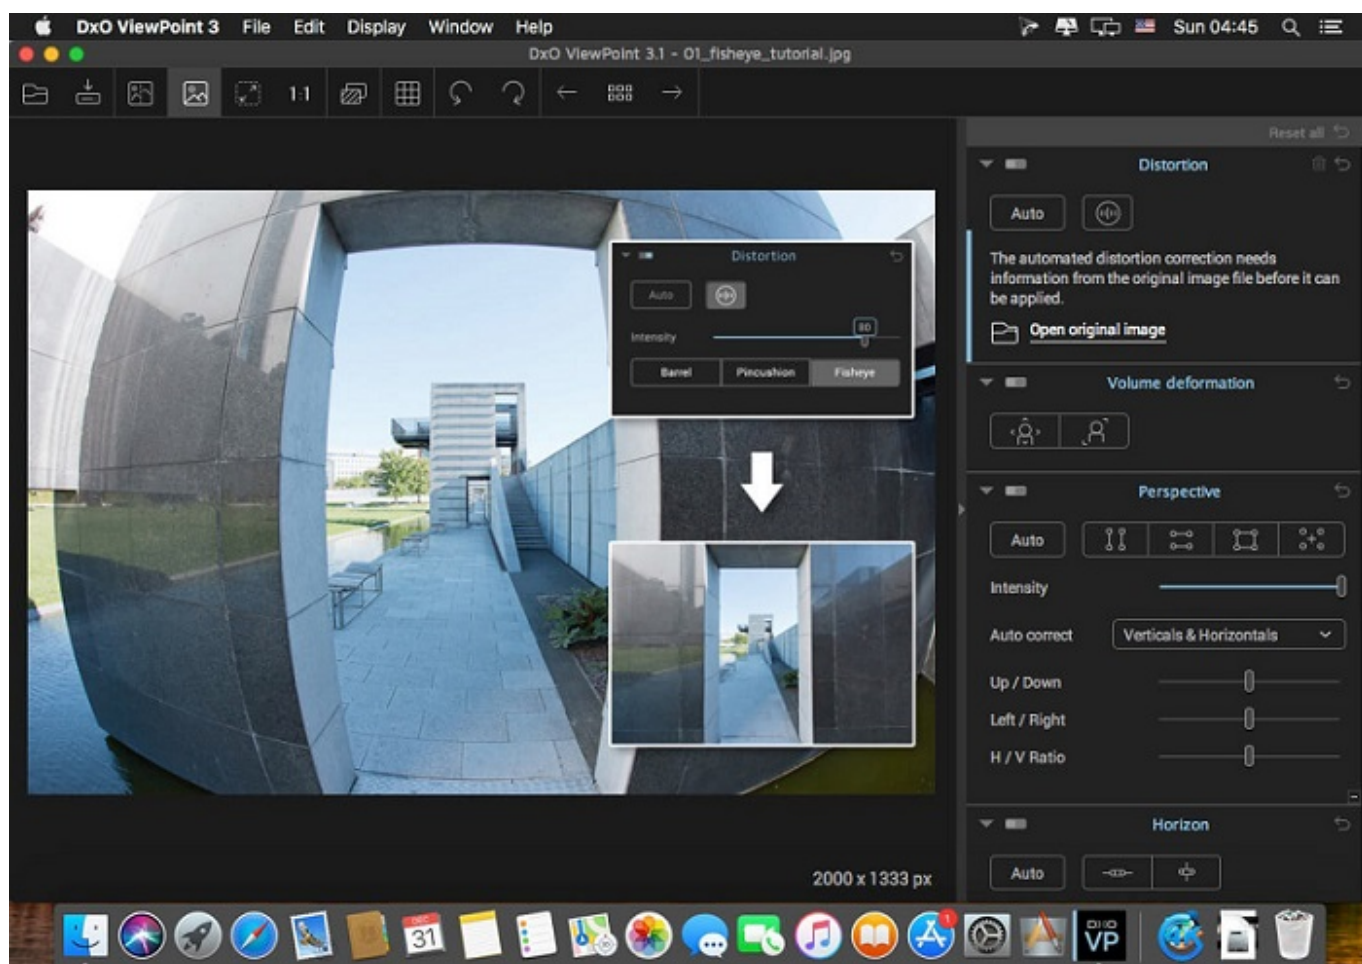 DxO ViewPoint 3 File Edit Display Window Help Sun 04:45
DxO ViewPoint 3.1 - 01_fisheye_tutorial.jpg
1:1
Reset all
Distortion
Auto
The automated distortion correction needs
information from the original image file before it can
be applied.
Open original image
Distortion
Auto
Intensity 80
Barrel Pincushion Fisheye
Volume deformation
Perspective
Auto
Intensity
Auto correct Verticals & Horizontals
Up / Down
Left / Right
H / V Ratio
Horizon
Auto
2000 x 1333 px
DEC
31
1
DXO
VP